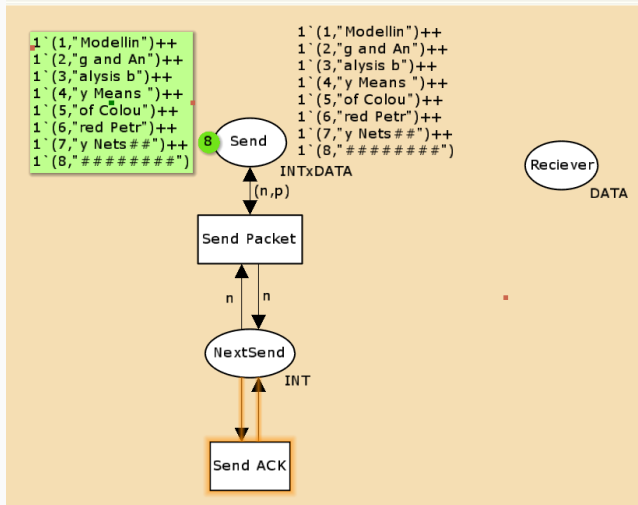 1`(1,"Modellin")++
1`(2,"g and An")++
1`(3,"alysis b")++
1`(4,"y Means ")++
1`(5,"of Colou")++
1`(6,"red Petr")++
1`(7,"y Nets##")++
1`(8,"########")
1`(1,"Modellin")++
1`(2,"g and An")++
1`(3,"alysis b")++
1`(4,"y Means ")++
1`(5,"of Colou")++
1`(6,"red Petr")++
1`(7,"y Nets##")++
1`(8,"########")
8
Send
INTxDATA
Reciever
DATA
(n,p)
Send Packet
n
n
NextSend
INT
Send ACK